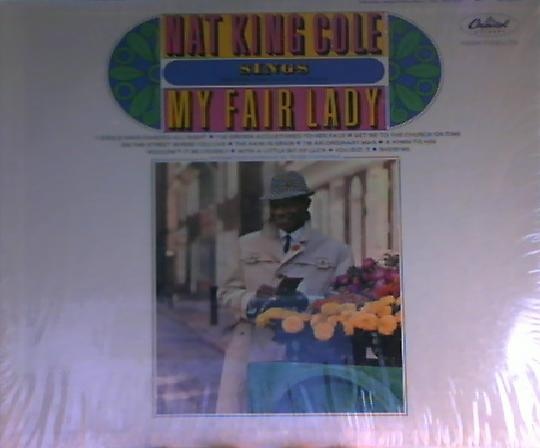 NAT KING COLE
SINGS
MY FAIR LADY
Capitol
I COULD HAVE DANCED ALL NIGHT • I'VE GROWN ACCUSTOMED TO HER FACE • GET ME TO THE CHURCH ON TIME
ON THE STREET WHERE YOU LIVE • THE RAIN IN SPAIN • I'M AN ORDINARY MAN • A HYMN TO HIM
WOULDN'T IT BE LOVERLY • WITH A LITTLE BIT OF LUCK • YOU DID IT • SHOW ME